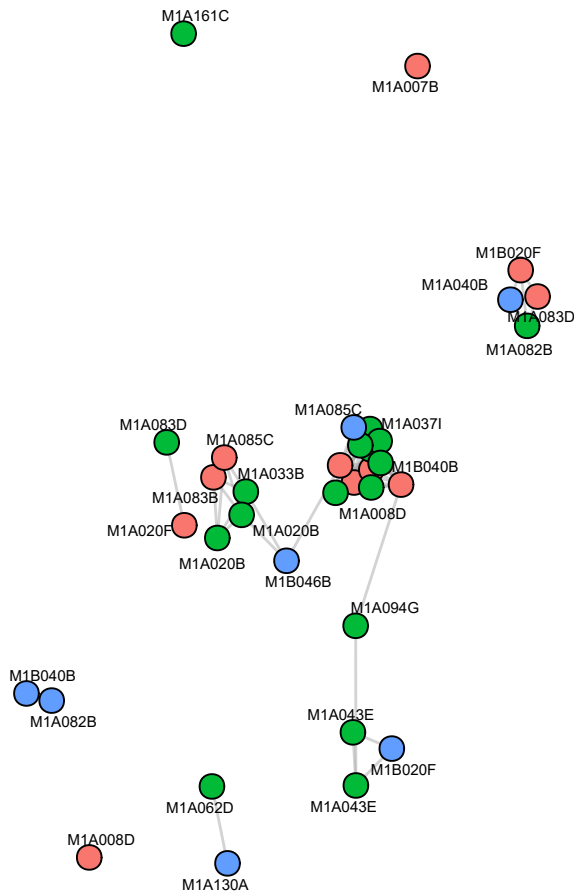 M1A161C
M1A007B
M1B020F
M1A040B
M1A083D
M1A082B
M1A085C
M1A083D
M1A037I
M1A085C
M1B040B
M1A033B
M1A083B
M1A008D
M1A020F
M1A020B
M1A020B
M1B046B
M1A094G
M1B040B
M1A082B
M1A043E
M1B020F
M1A043E
M1A062D
M1A008D
M1A130A